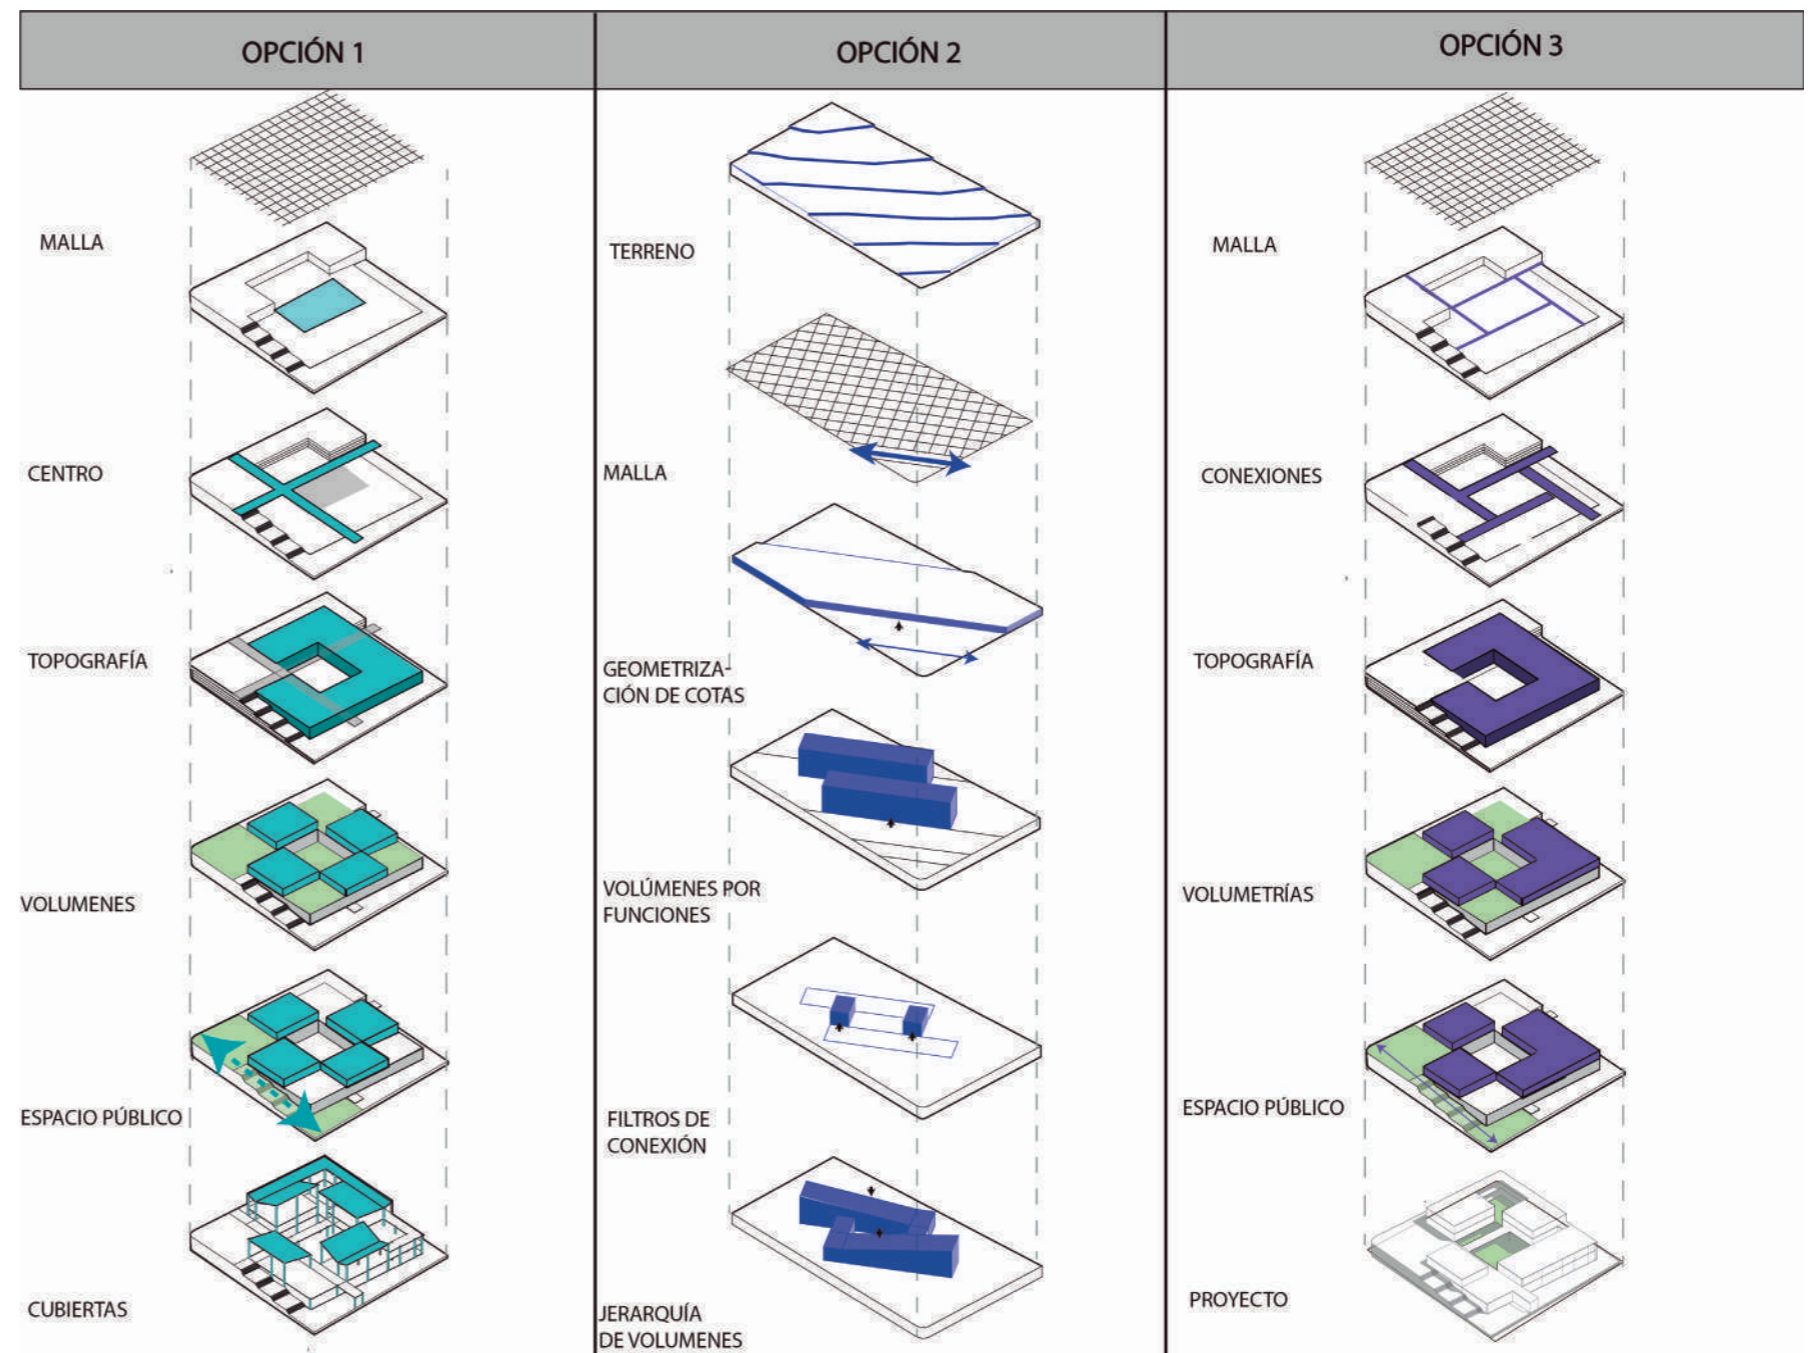 OPCIÓN 1
MALLA
CENTRO
TOPOGRAFÍA
VOLUMENES
ESPACIO PÚBLICO
CUBIERTAS
OPCIÓN 2
TERRENO
MALLA
GEOMETRIZA-
CIÓN DE COTAS
VOLÚMENES POR
FUNCIONES
FILTROS DE
CONEXIÓN
JERARQUÍA
DE VOLUMENES
OPCIÓN 3
MALLA
CONEXIONES
TOPOGRAFÍA
VOLUMETRÍAS
ESPACIO PÚBLICO
PROYECTO